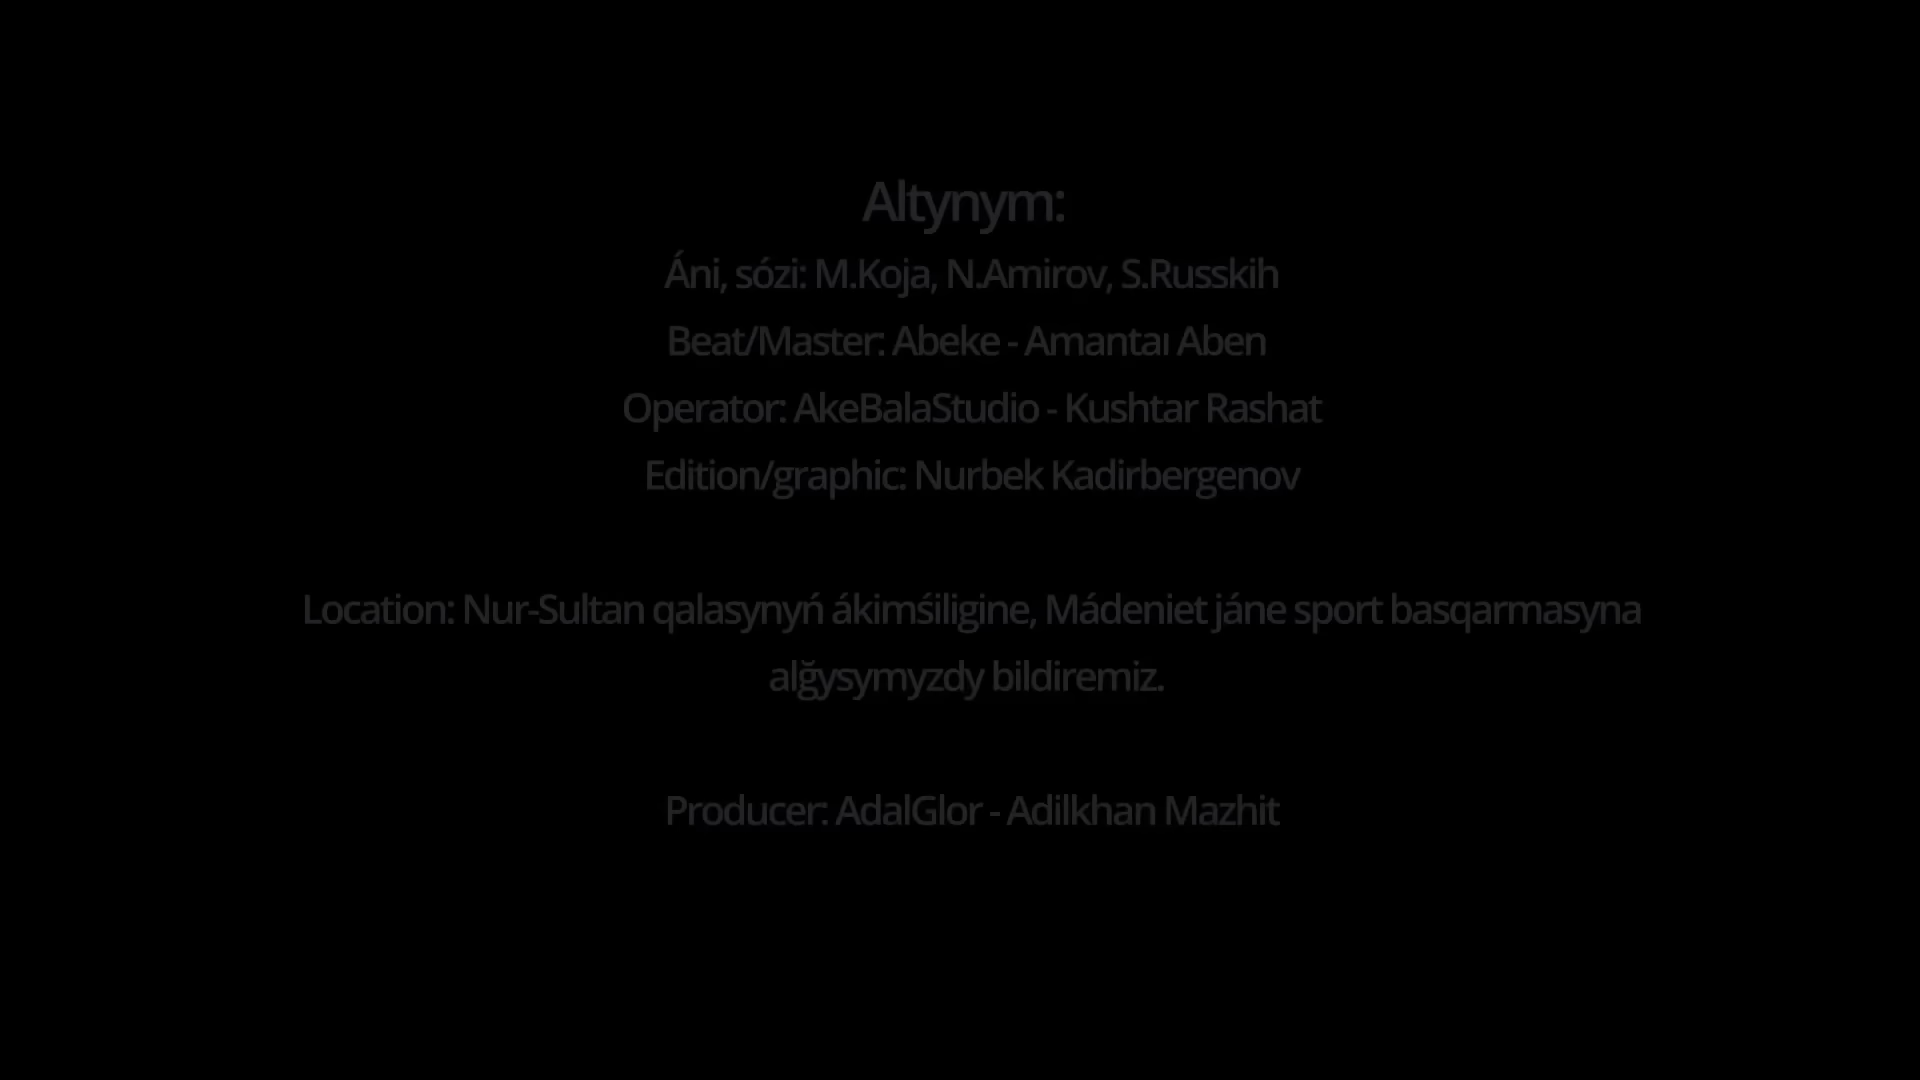 Altynym:
Áni, sózi: M.Koja, N.Amirov, S.Russkih
Beat/Master: Abeke - Amantaı Aben
Operator: AkeBalaStudio - Kushtar Rashat
Edition/graphic: Nurbek Kadirbergenov
Location: Nur-Sultan qalasynyń ákimśiligine, Mádeniet jáne sport basqarmasyna
alğysymyzdy bildiremiz.
Producer: AdalGlor - Adilkhan Mazhit